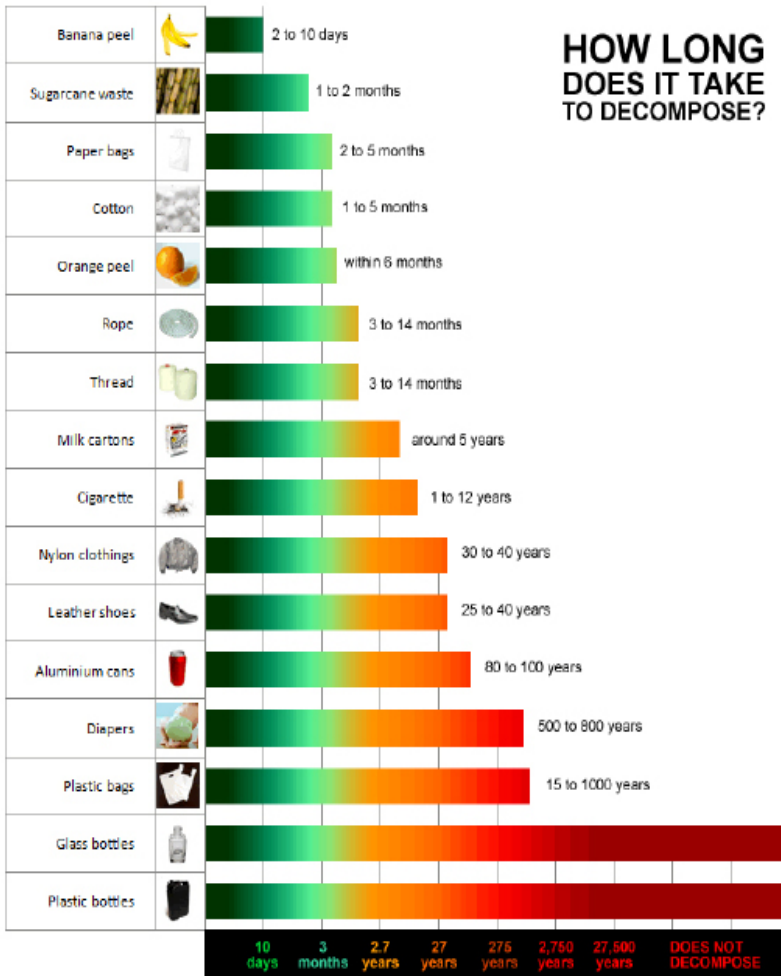 HOW LONG
DOES IT TAKE
TO DECOMPOSE?
Banana peel 2 to 10 days
Sugarcane waste 1 to 2 months
Paper bags 2 to 5 months
Cotton 1 to 5 months
Orange peel within 6 months
Rope 3 to 14 months
Thread 3 to 14 months
Milk cartons around 5 years
Cigarette 1 to 12 years
Nylon clothings 30 to 40 years
Leather shoes 25 to 40 years
Aluminium cans 80 to 100 years
Diapers 500 to 800 years
Plastic bags 15 to 1000 years
Glass bottles
Plastic bottles
10 3 2.7 27 275 2,750 27,500 DOES NOT
days months years years years years years DECOMPOSE